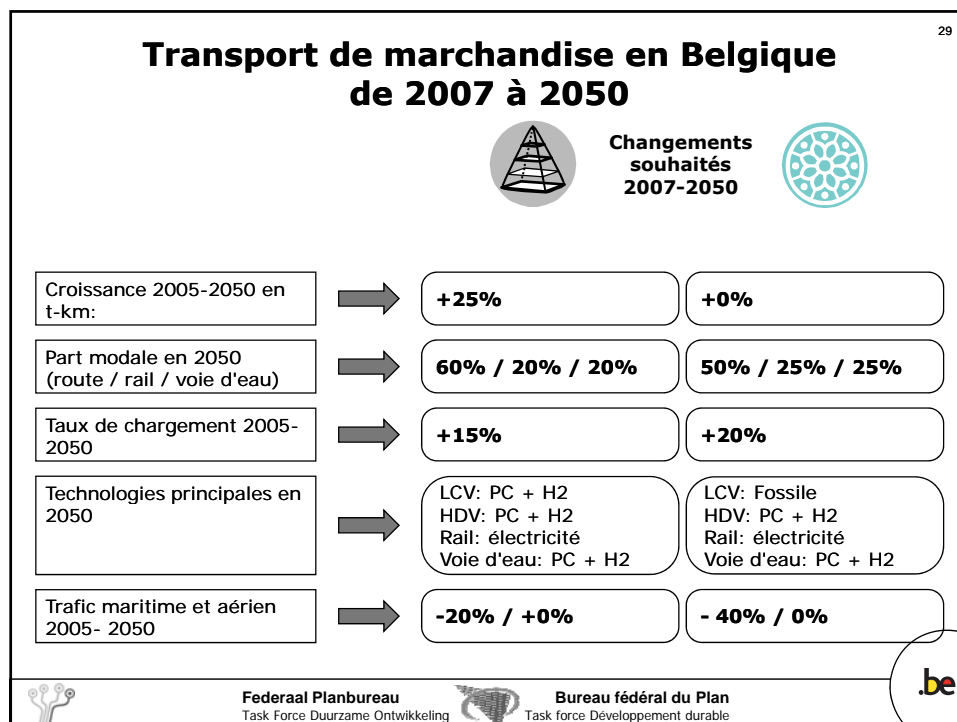 29
Transport de marchandise en Belgique
de 2007 à 2050
Changements
souhaités
2007-2050
Croissance 2005-2050 en
t-km:
+25%
+0%
Part modale en 2050
(route / rail / voie d'eau)
60% / 20% / 20%
50% / 25% / 25%
Taux de chargement 2005-
2050
+15%
+20%
Technologies principales en
2050
LCV: PC + H2
HDV: PC + H2
Rail: électricité
Voie d'eau: PC + H2
LCV: Fossile
HDV: PC + H2
Rail: électricité
Voie d'eau: PC + H2
Trafic maritime et aérien
2005- 2050
-20% / +0%
- 40% / 0%
Federaal Planbureau
Task Force Duurzame Ontwikkeling
Bureau fédéral du Plan
Task force Développement durable
.be